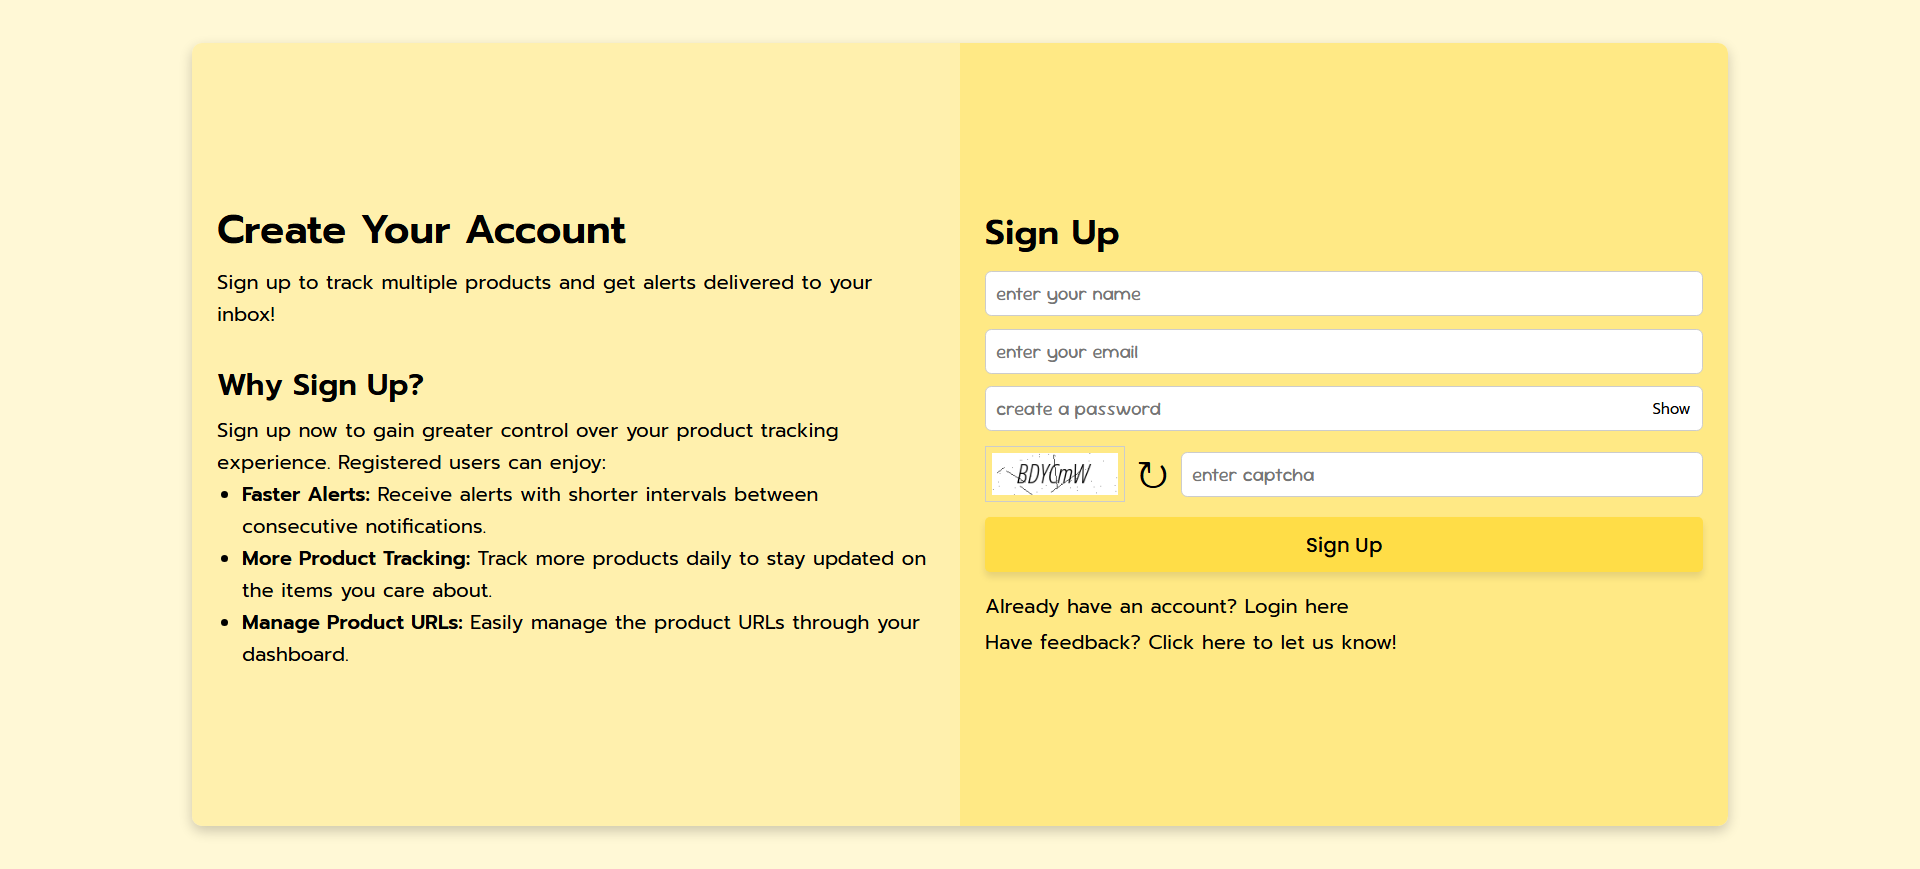 Create Your Account
Sign up to track multiple products and get alerts delivered to your
inbox!
Why Sign Up?
Sign up now to gain greater control over your product tracking
experience. Registered users can enjoy:
• Faster Alerts: Receive alerts with shorter intervals between
consecutive notifications.
• More Product Tracking: Track more products daily to stay updated on
the items you care about.
• Manage Product URLs: Easily manage the product URLs through your
dashboard.
Sign Up
enter your name
enter your email
create a password Show
BDYCmW enter captcha
Sign Up
Already have an account? Login here
Have feedback? Click here to let us know!